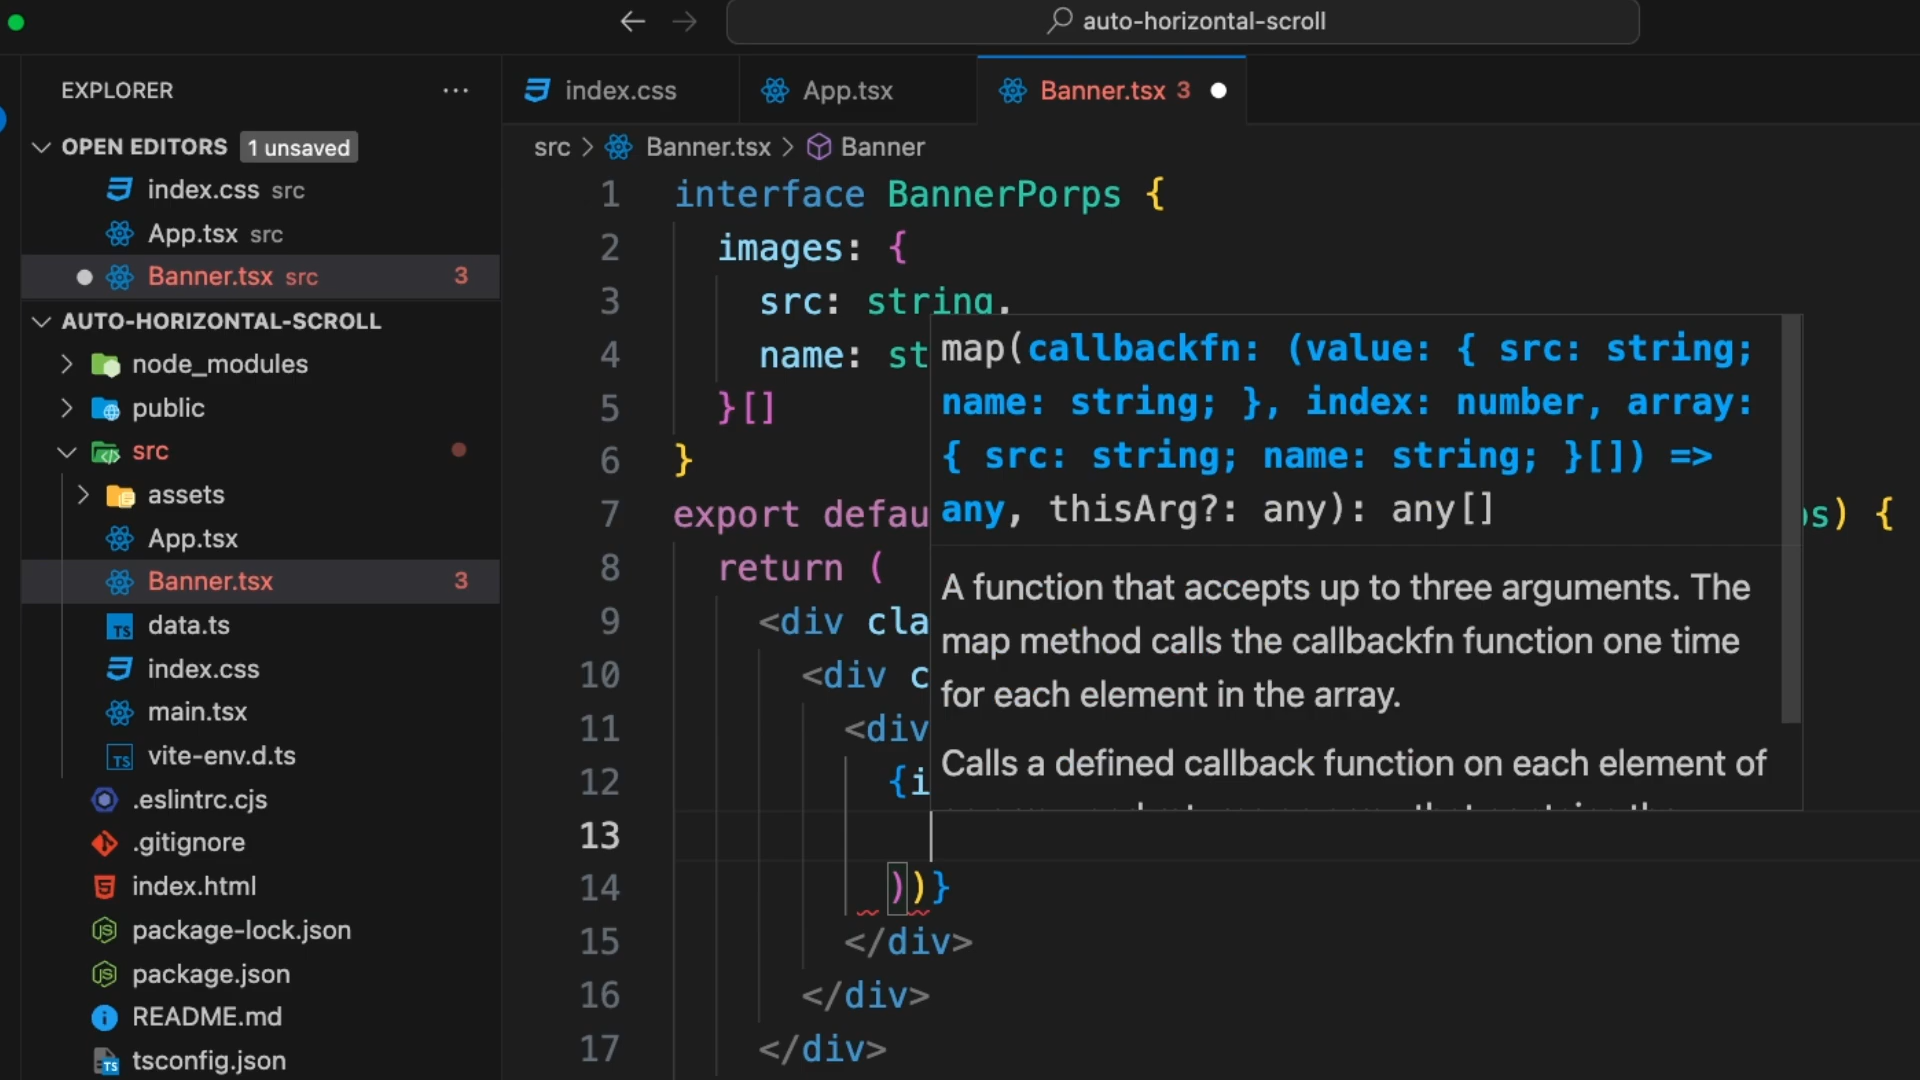 auto-horizontal-scroll
EXPLORER
OPEN EDITORS 1 unsaved
index.css src
App.tsx src
Banner.tsx src 3
AUTO-HORIZONTAL-SCROLL
node_modules
public
src
assets
App.tsx
Banner.tsx 3
data.ts
index.css
main.tsx
vite-env.d.ts
.eslintrc.cjs
.gitignore
index.html
package-lock.json
package.json
README.md
tsconfig.json
index.css App.tsx Banner.tsx 3
src > Banner.tsx > Banner
1 interface BannerPorps {
2 images: {
3 src: string,
4 name: st
5 }[]
6 }
7 export defau s) {
8 return (
9 <div cla
10 <div c
11 <div
12 {i
13
14 ))}
15 </div>
16 </div>
17 </div>
map(callbackfn: (value: { src: string;
name: string; }, index: number, array:
{ src: string; name: string; }[]) =>
any, thisArg?: any): any[]
A function that accepts up to three arguments. The
map method calls the callbackfn function one time
for each element in the array.
Calls a defined callback function on each element of